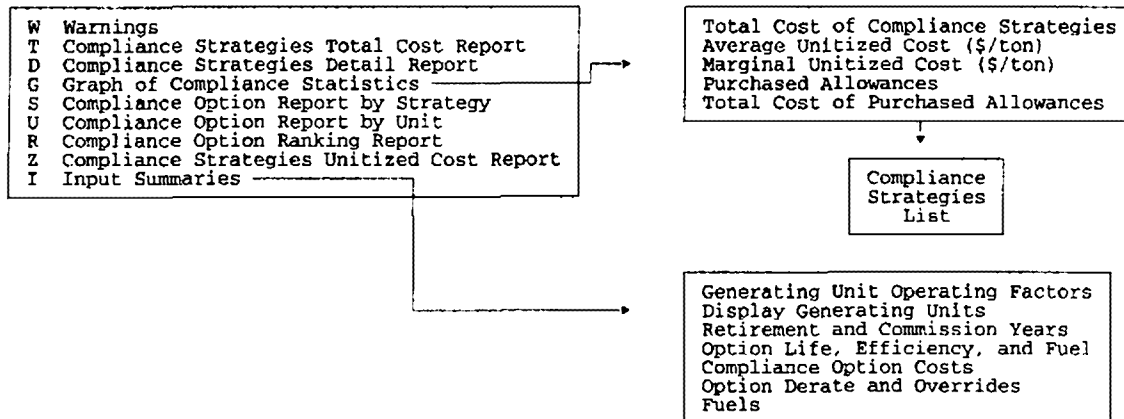 W Warnings
T Compliance Strategies Total Cost Report
D Compliance Strategies Detail Report
G Graph of Compliance Statistics
S Compliance Option Report by Strategy
U Compliance Option Report by Unit
R Compliance Option Ranking Report
Z Compliance Strategies Unitized Cost Report
I Input Summaries
Total Cost of Compliance Strategies
Average Unitized Cost ($/ton)
Marginal Unitized Cost ($/ton)
Purchased Allowances
Total Cost of Purchased Allowances
Compliance
Strategies
List
Generating Unit Operating Factors
Display Generating Units
Retirement and Commission Years
Option Life, Efficiency, and Fuel
Compliance Option Costs
Option Derate and Overrides
Fuels